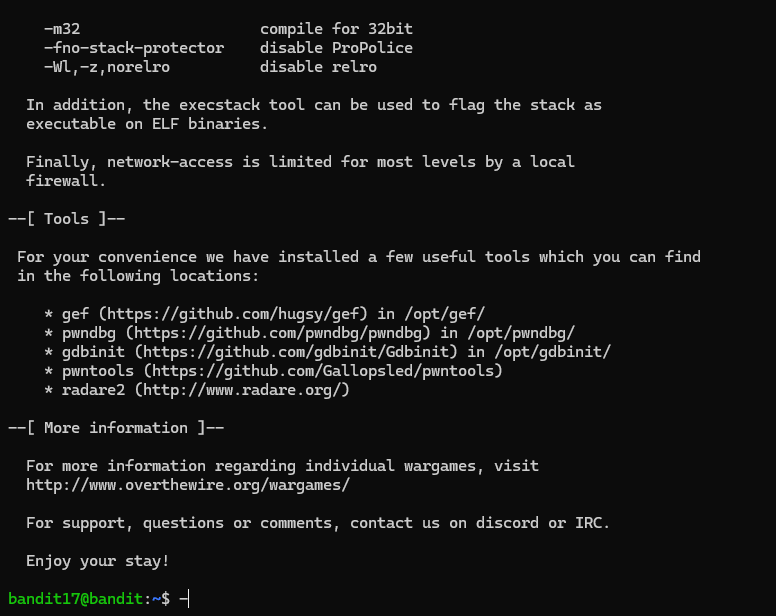 -m32                    compile for 32bit
-fno-stack-protector    disable ProPolice
-Wl,-z,norelro          disable relro
In addition, the execstack tool can be used to flag the stack as
executable on ELF binaries.
Finally, network-access is limited for most levels by a local
firewall.
--[ Tools ]--
For your convenience we have installed a few useful tools which you can find
in the following locations:
* gef (https://github.com/hugsy/gef) in /opt/gef/
* pwndbg (https://github.com/pwndbg/pwndbg) in /opt/pwndbg/
* gdbinit (https://github.com/gdbinit/Gdbinit) in /opt/gdbinit/
* pwntools (https://github.com/Gallopsled/pwntools)
* radare2 (http://www.radare.org/)
--[ More information ]--
For more information regarding individual wargames, visit
http://www.overthewire.org/wargames/
For support, questions or comments, contact us on discord or IRC.
Enjoy your stay!
bandit17@bandit:~$ -